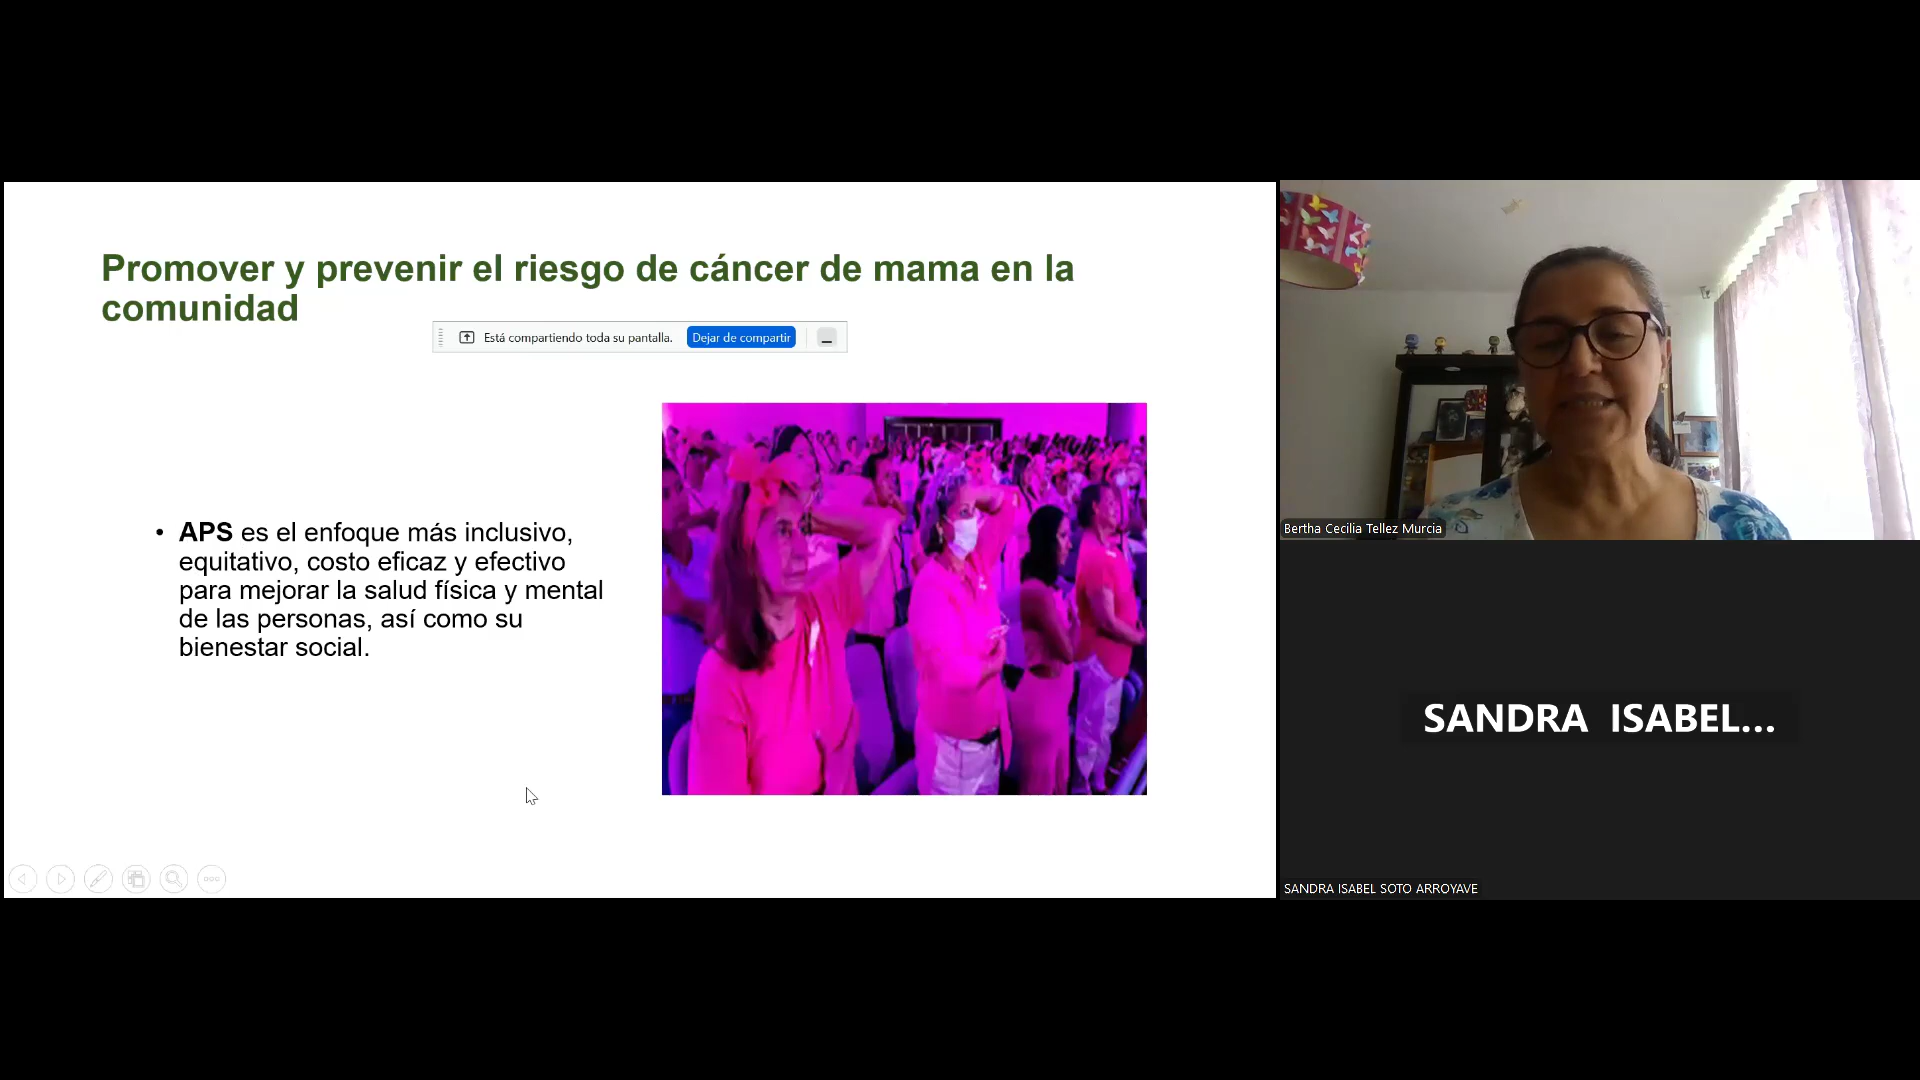 Promover y prevenir el riesgo de cáncer de mama en la
comunidad
Está compartiendo toda su pantalla. Dejar de compartir
• APS es el enfoque más inclusivo,
equitativo, costo eficaz y efectivo
para mejorar la salud física y mental
de las personas, así como su
bienestar social.
Bertha Cecilia Tellez Murcia
SANDRA ISABEL...
SANDRA ISABEL SOTO ARROYAVE